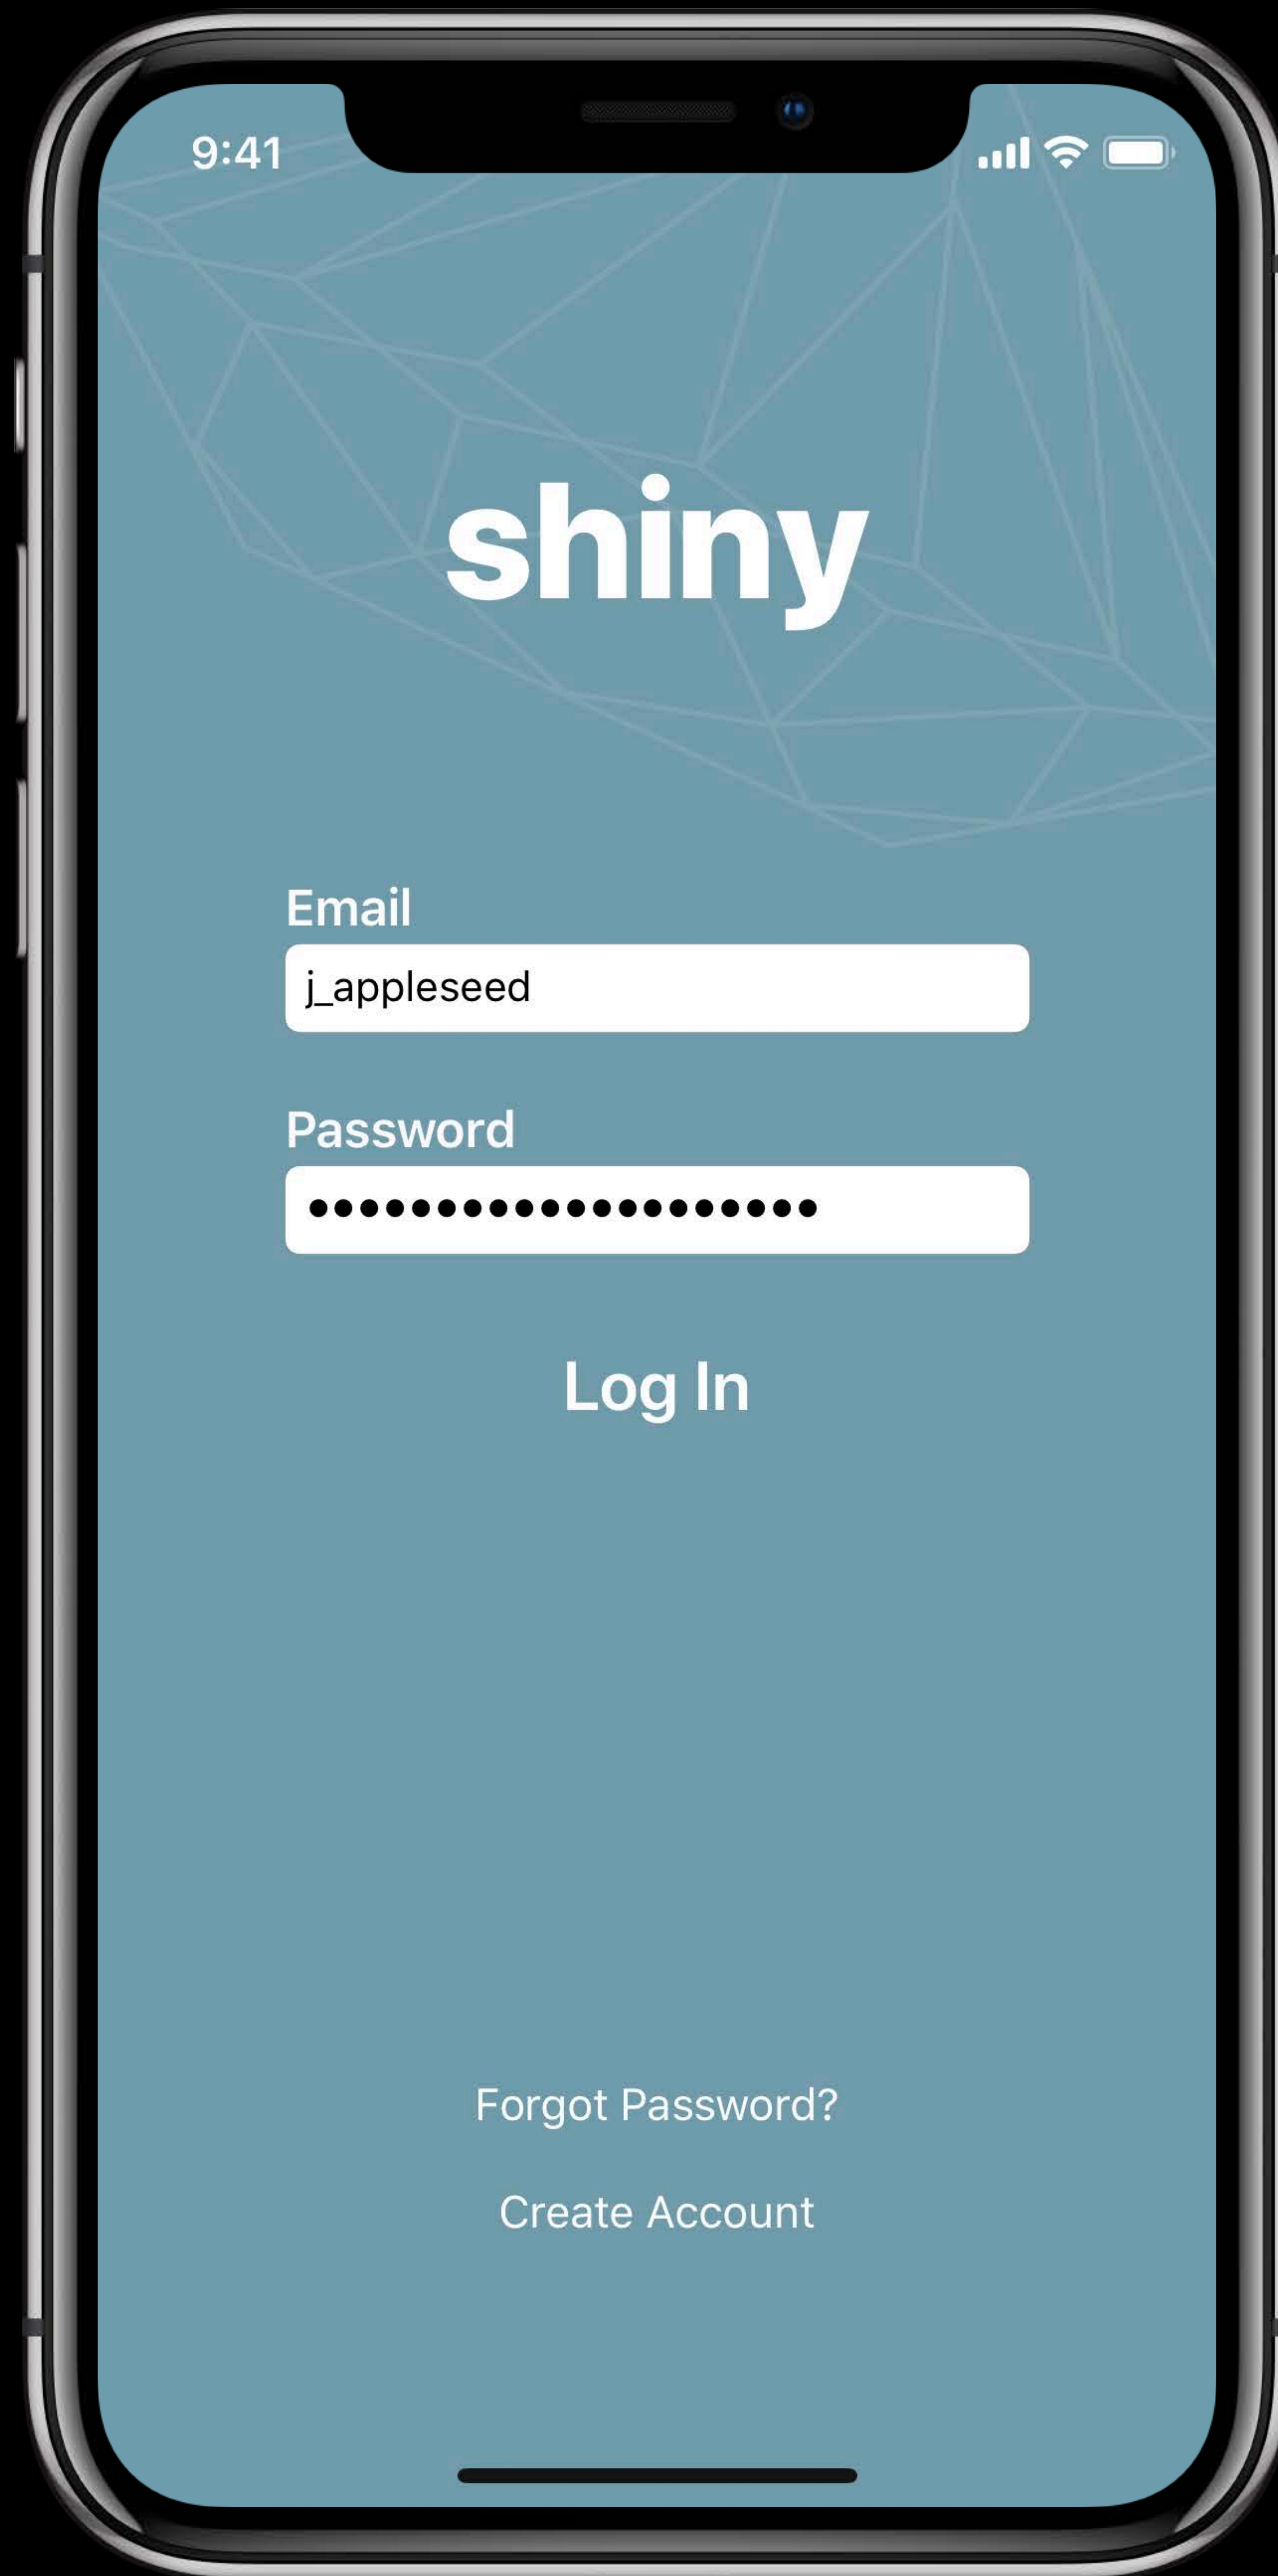 9:41
shiny
Email
j_appleseed
Password
••••••••••••••••••••
Log In
Forgot Password?
Create Account